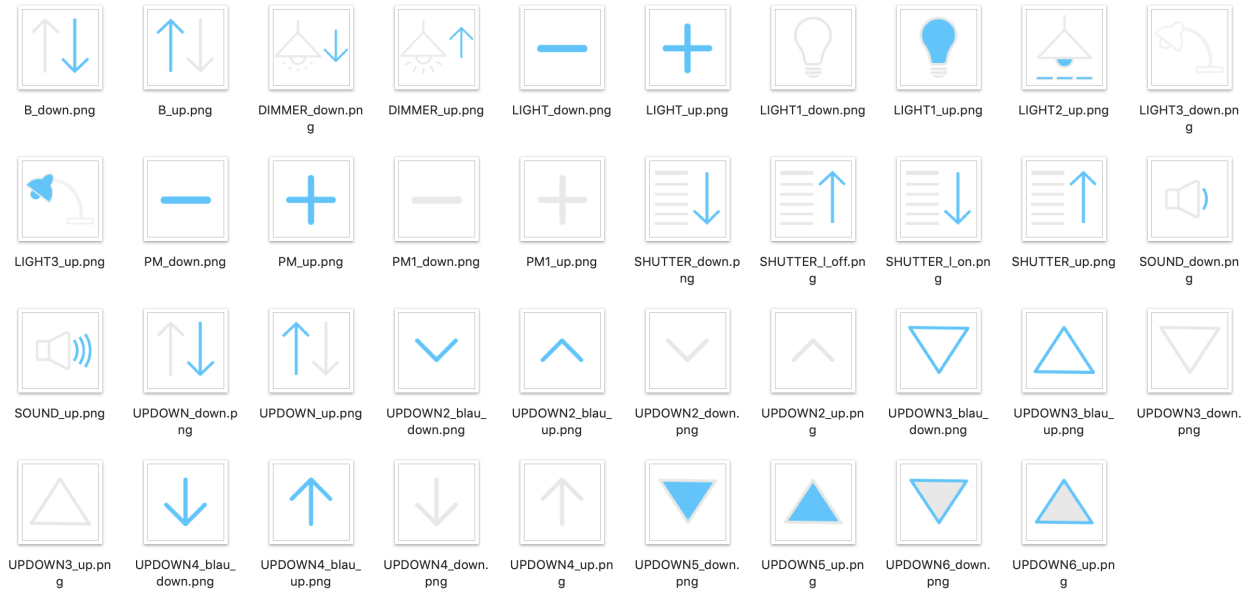 B_down.png
B_up.png
DIMMER_down.pn
g
DIMMER_up.png
LIGHT_down.png
LIGHT_up.png
LIGHT1_down.png
LIGHT1_up.png
LIGHT2_up.png
LIGHT3_down.pn
g
LIGHT3_up.png
PM_down.png
PM_up.png
PM1_down.png
PM1_up.png
SHUTTER_down.p
ng
SHUTTER_I_off.pn
g
SHUTTER_I_on.pn
g
SHUTTER_up.png
SOUND_down.pn
g
SOUND_up.png
UPDOWN_down.p
ng
UPDOWN_up.png
UPDOWN2_blau_
down.png
UPDOWN2_blau_
up.png
UPDOWN2_down.
png
UPDOWN2_up.pn
g
UPDOWN3_blau_
down.png
UPDOWN3_blau_
up.png
UPDOWN3_down.
png
UPDOWN3_up.pn
g
UPDOWN4_blau_
down.png
UPDOWN4_blau_
up.png
UPDOWN4_down.
png
UPDOWN4_up.pn
g
UPDOWN5_down.
png
UPDOWN5_up.pn
g
UPDOWN6_down.
png
UPDOWN6_up.pn
g